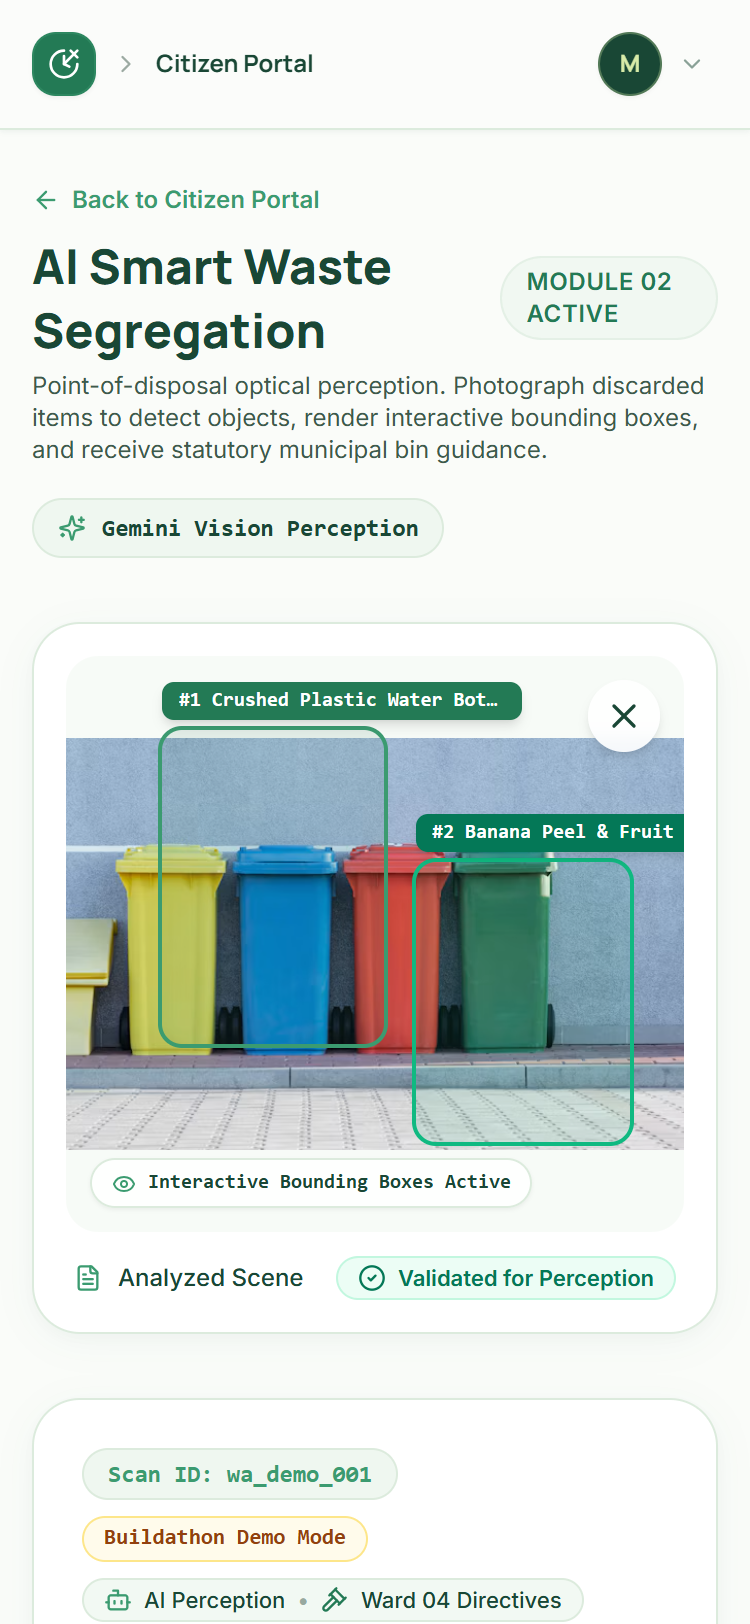 Citizen Portal
M
Back to Citizen Portal
AI Smart Waste
Segregation
MODULE 02
ACTIVE
Point-of-disposal optical perception. Photograph discarded
items to detect objects, render interactive bounding boxes,
and receive statutory municipal bin guidance.
Gemini Vision Perception
#1 Crushed Plastic Water Bot…
#2 Banana Peel & Fruit
Interactive Bounding Boxes Active
Analyzed Scene
Validated for Perception
Scan ID: wa_demo_001
Buildathon Demo Mode
AI Perception • Ward 04 Directives